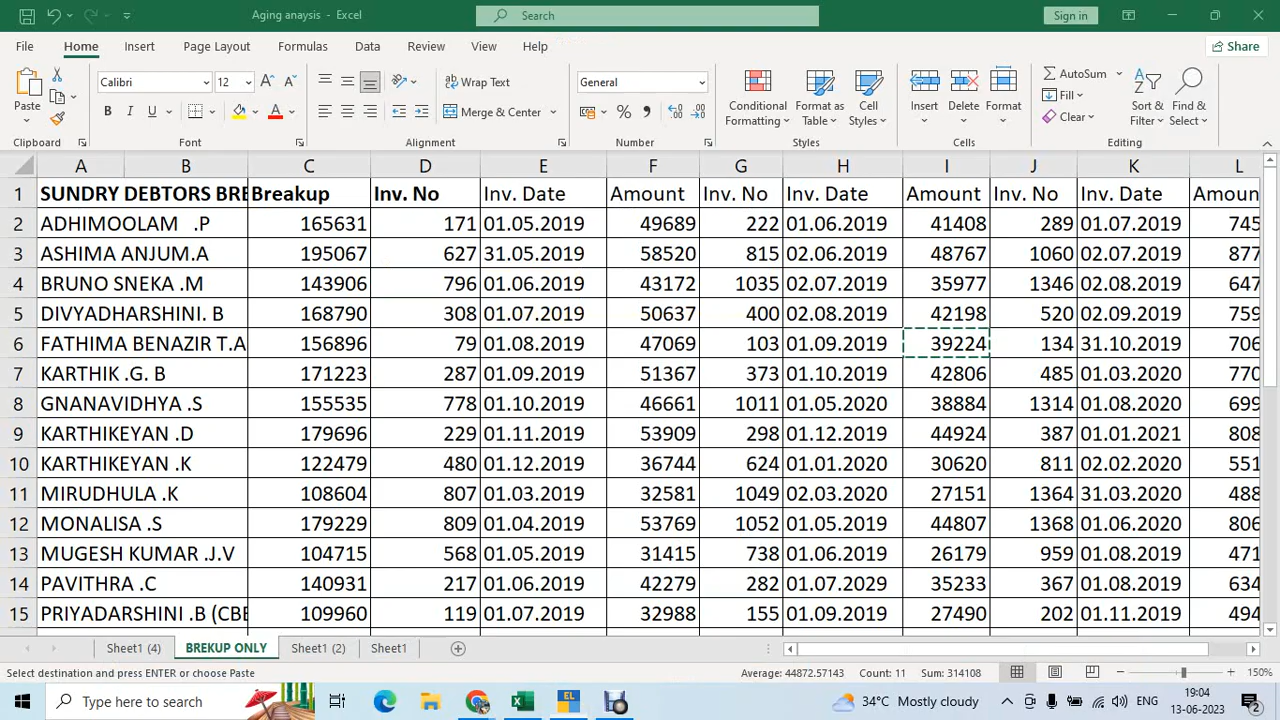 Aging anaysis - Excel
Search
Sign in
File Home Insert Page Layout Formulas Data Review View Help
Share
Paste
Calibri 12
B I U
Wrap Text
Merge & Center
General
Conditional Formatting
Format as Table
Cell Styles
Insert
Delete
Format
AutoSum
Fill
Clear
Sort & Filter
Find & Select
Clipboard Font Alignment Number Styles Cells Editing
A B C D E F G H I J K L
1 SUNDRY DEBTORS BRE Breakup Inv. No Inv. Date Amount Inv. No Inv. Date Amount Inv. No Inv. Date Amoun
2 ADHIMOOLAM .P 165631 171 01.05.2019 49689 222 01.06.2019 41408 289 01.07.2019 745
3 ASHIMA ANJUM.A 195067 627 31.05.2019 58520 815 02.06.2019 48767 1060 02.07.2019 877
4 BRUNO SNEKA .M 143906 796 01.06.2019 43172 1035 02.07.2019 35977 1346 02.08.2019 647
5 DIVYADHARSHINI. B 168790 308 01.07.2019 50637 400 02.08.2019 42198 520 02.09.2019 759
6 FATHIMA BENAZIR T.A 156896 79 01.08.2019 47069 103 01.09.2019 39224 134 31.10.2019 706
7 KARTHIK .G. B 171223 287 01.09.2019 51367 373 01.10.2019 42806 485 01.03.2020 770
8 GNANAVIDHYA .S 155535 778 01.10.2019 46661 1011 01.05.2020 38884 1314 01.08.2020 699
9 KARTHIKEYAN .D 179696 229 01.11.2019 53909 298 01.12.2019 44924 387 01.01.2021 808
10 KARTHIKEYAN .K 122479 480 01.12.2019 36744 624 01.01.2020 30620 811 02.02.2020 551
11 MIRUDHULA .K 108604 807 01.03.2019 32581 1049 02.03.2020 27151 1364 31.03.2020 488
12 MONALISA .S 179229 809 01.04.2019 53769 1052 01.05.2019 44807 1368 01.06.2020 806
13 MUGESH KUMAR .J.V 104715 568 01.05.2019 31415 738 01.06.2019 26179 959 01.08.2019 471
14 PAVITHRA .C 140931 217 01.06.2019 42279 282 01.07.2029 35233 367 01.08.2019 634
15 PRIYADARSHINI .B (CBE 109960 119 01.07.2019 32988 155 01.09.2019 27490 202 01.11.2019 494
Sheet1 (4) BREKUP ONLY Sheet1 (2) Sheet1
Select destination and press ENTER or choose Paste Average: 44872.57143 Count: 11 Sum: 314108 150%
Type here to search
34°C Mostly cloudy
ENG
19:04
13-06-2023
2